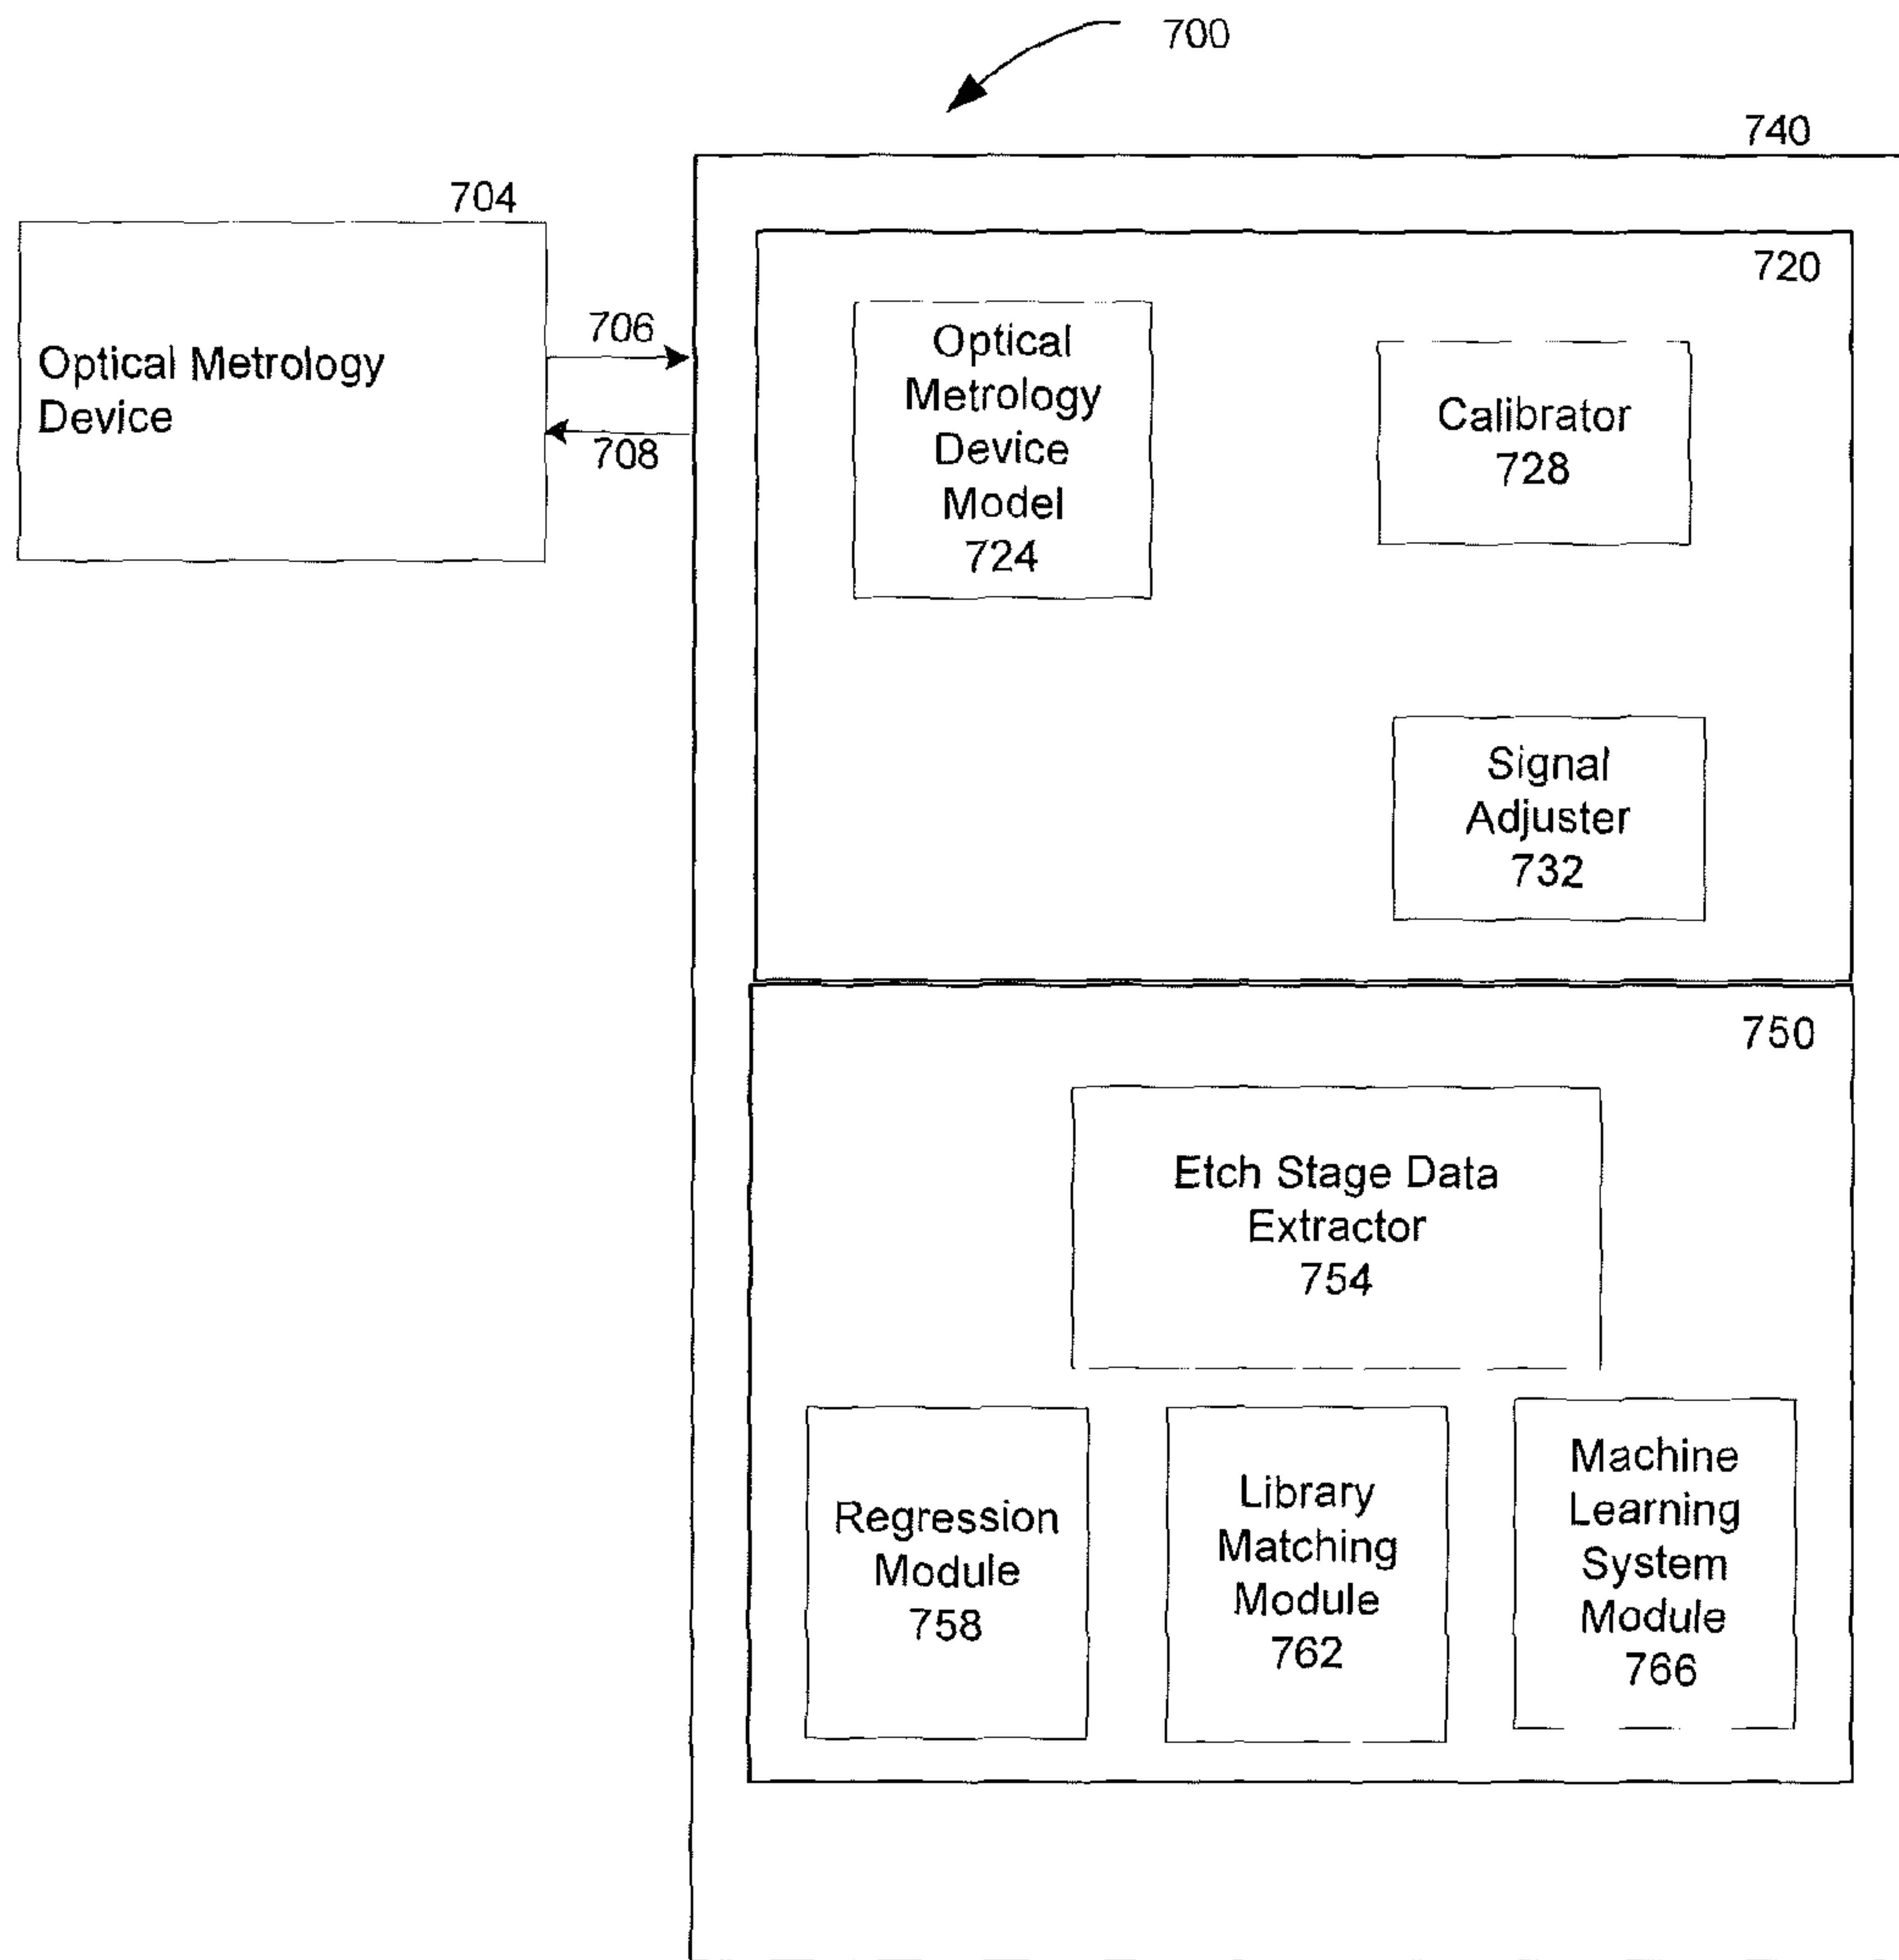 700
740
704
720
706
Optical Metrology
Device
708
Optical
Metrology
Device
Model
724
Calibrator
728
Signal
Adjuster
732
750
Etch Stage Data
Extractor
754
Regression
Module
758
Library
Matching
Module
762
Machine
Learning
System
Module
766